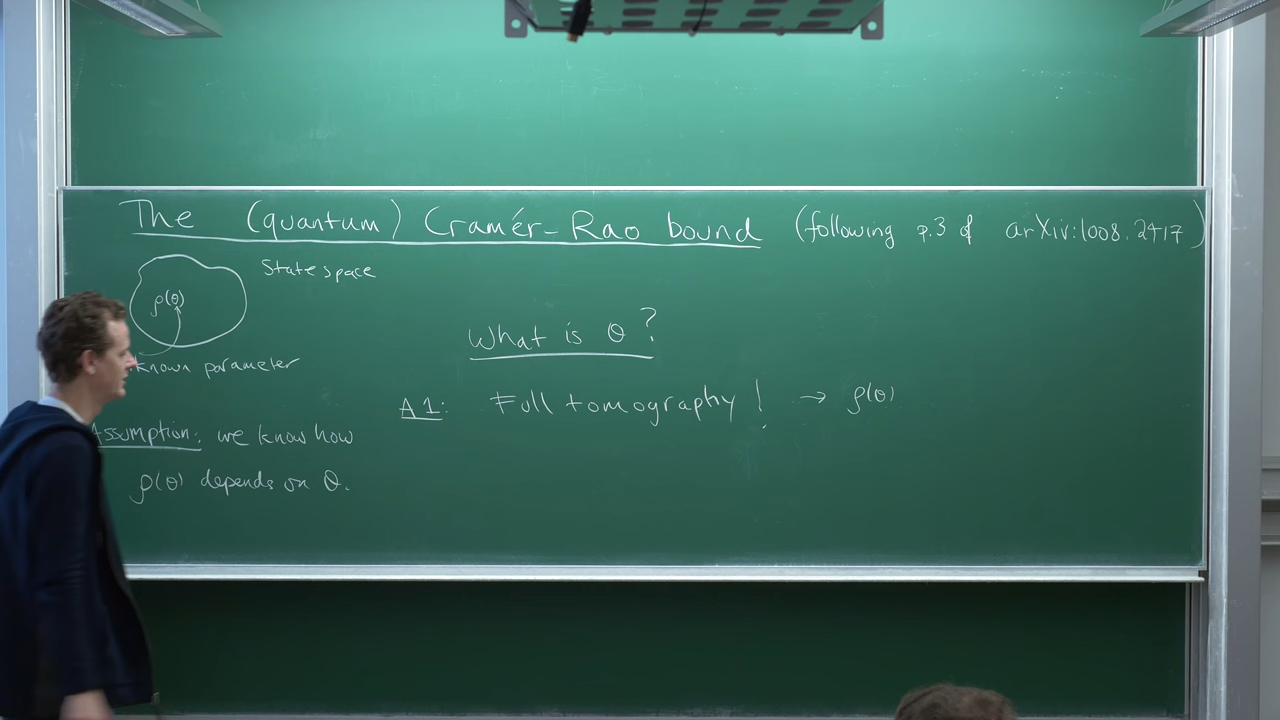 The (quantum) Cramér-Rao bound (following p.3 of arXiv:1008.2417)
State space
ρ(θ)
What is θ?
known parameter
A1: Full tomography! → ρ(θ)
Assumption: we know how
ρ(θ) depends on θ.